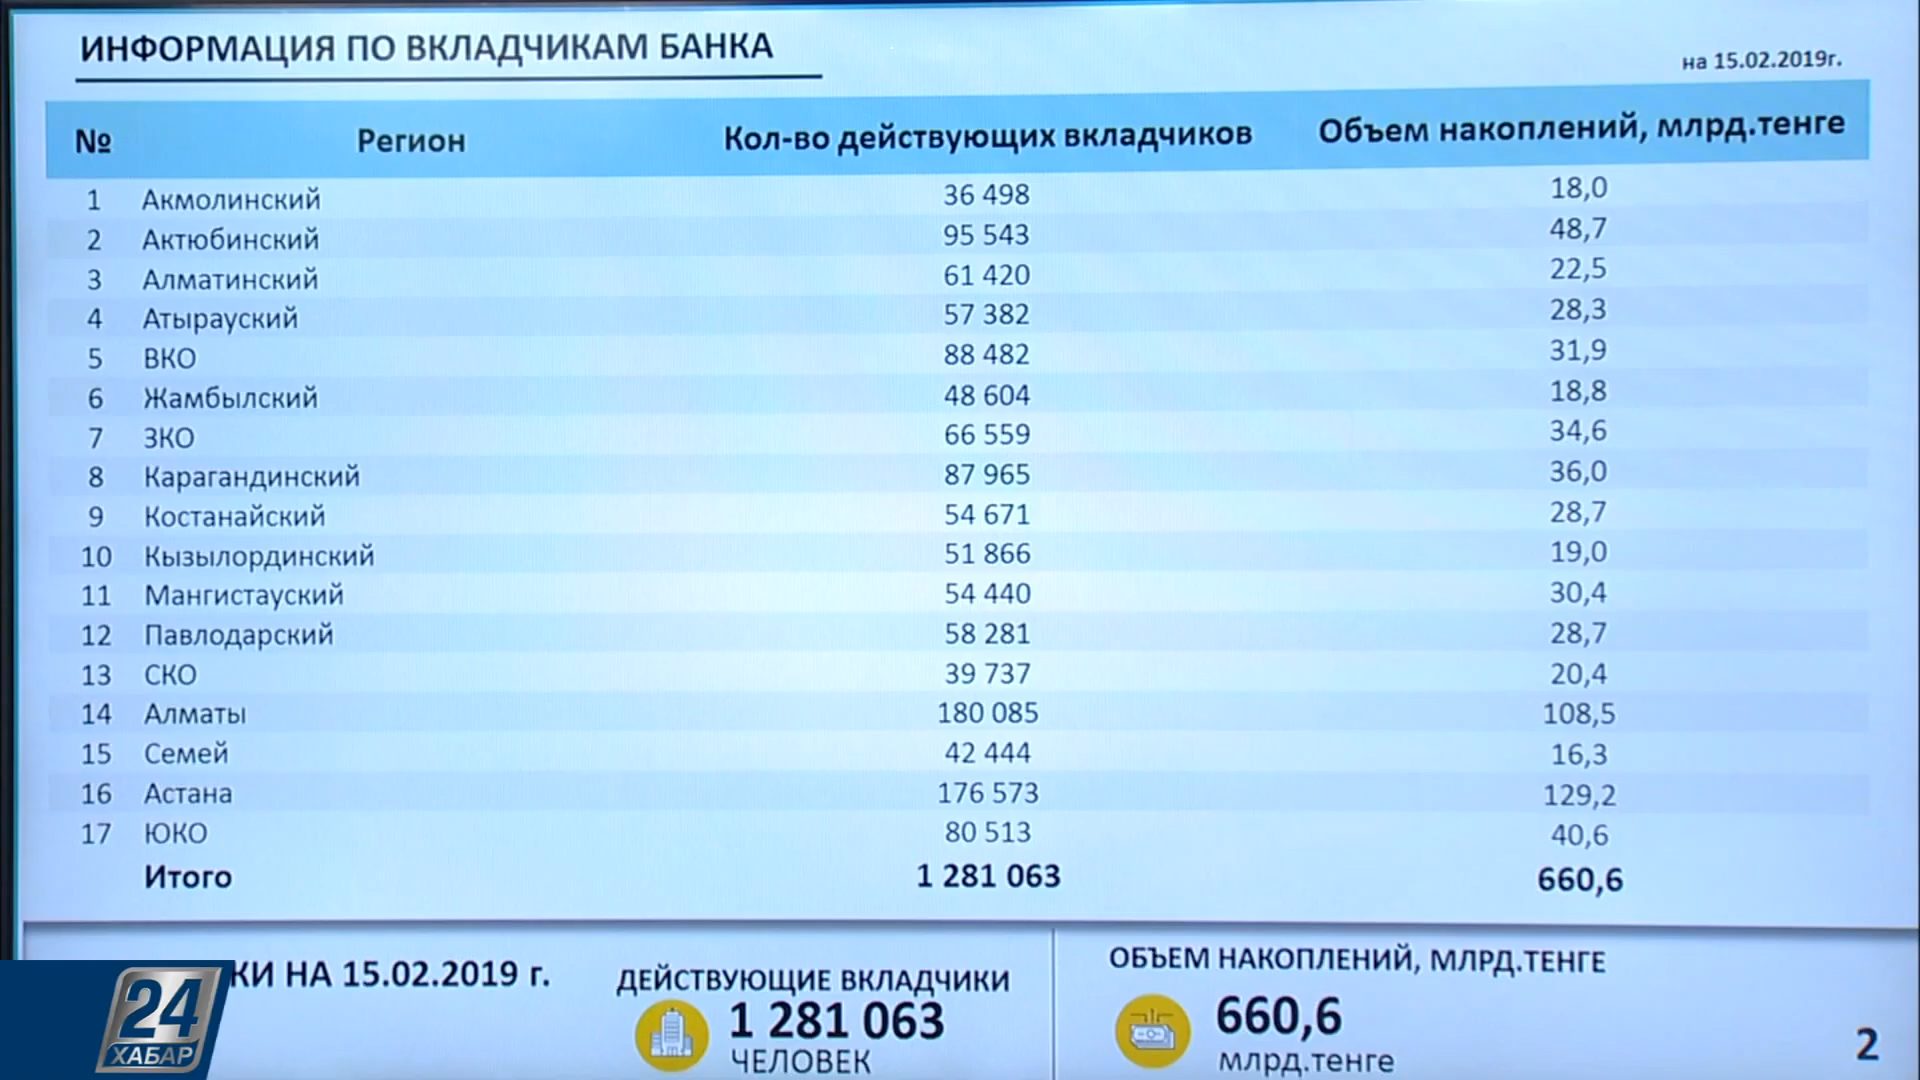 ИНФОРМАЦИЯ ПО ВКЛАДЧИКАМ БАНКА
на 15.02.2019г.
№ Регион Кол-во действующих вкладчиков Объем накоплений, млрд.тенге
1 Акмолинский 36 498 18,0
2 Актюбинский 95 543 48,7
3 Алматинский 61 420 22,5
4 Атырауский 57 382 28,3
5 ВКО 88 482 31,9
6 Жамбылский 48 604 18,8
7 ЗКО 66 559 34,6
8 Карагандинский 87 965 36,0
9 Костанайский 54 671 28,7
10 Кызылординский 51 866 19,0
11 Мангистауский 54 440 30,4
12 Павлодарский 58 281 28,7
13 СКО 39 737 20,4
14 Алматы 180 085 108,5
15 Семей 42 444 16,3
16 Астана 176 573 129,2
17 ЮКО 80 513 40,6
Итого 1 281 063 660,6
КИ НА 15.02.2019 г.
ДЕЙСТВУЮЩИЕ ВКЛАДЧИКИ
1 281 063
ЧЕЛОВЕК
ОБЪЕМ НАКОПЛЕНИЙ, МЛРД.ТЕНГЕ
660,6
млрд.тенге
2
24
ХАБАР